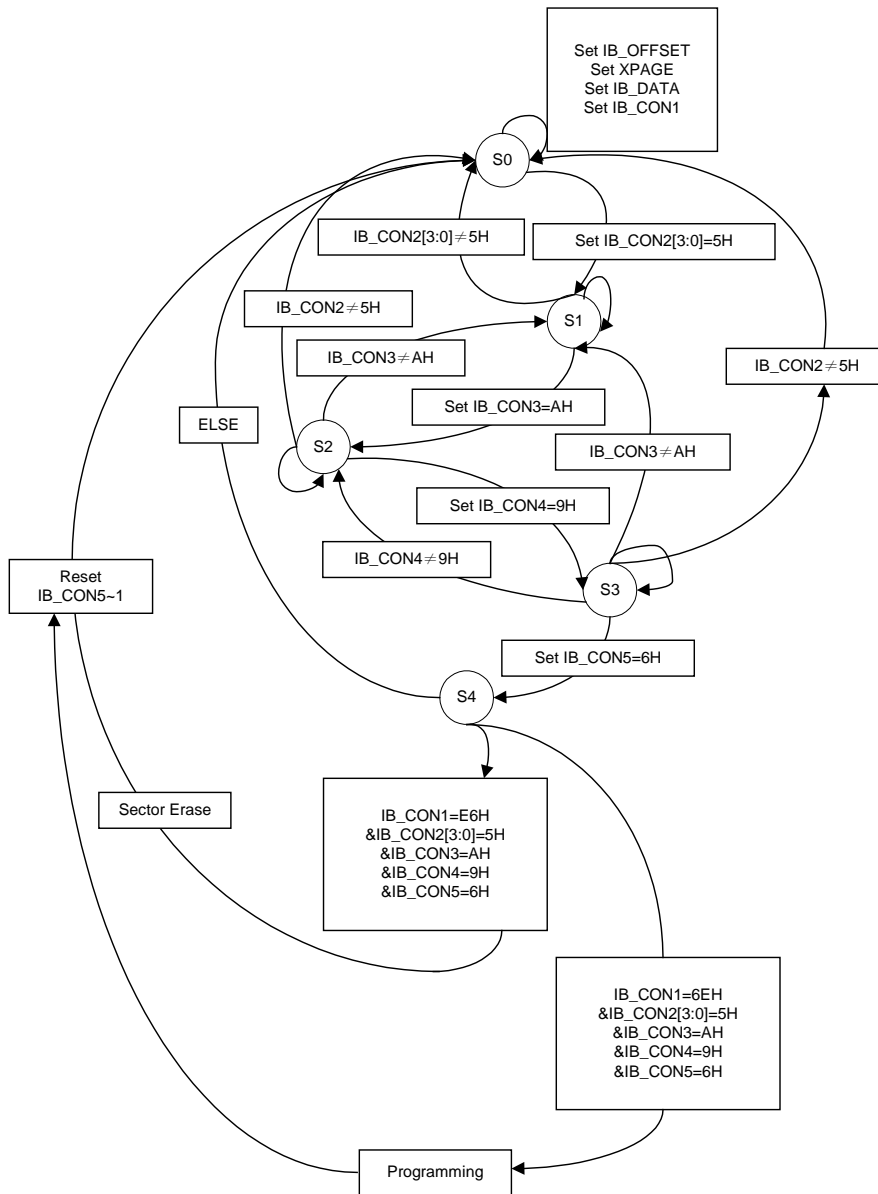 Set IB_OFFSET
Set XPAGE
Set IB_DATA
Set IB_CON1
S0
IB_CON2[3:0]≠5H
Set IB_CON2[3:0]=5H
IB_CON2≠5H
S1
IB_CON3≠AH
IB_CON2≠5H
Set IB_CON3=AH
ELSE
S2
IB_CON3≠AH
Set IB_CON4=9H
IB_CON4≠9H
Reset
IB_CON5~1
S3
Set IB_CON5=6H
S4
Sector Erase
IB_CON1=E6H
&IB_CON2[3:0]=5H
&IB_CON3=AH
&IB_CON4=9H
&IB_CON5=6H
IB_CON1=6EH
&IB_CON2[3:0]=5H
&IB_CON3=AH
&IB_CON4=9H
&IB_CON5=6H
Programming